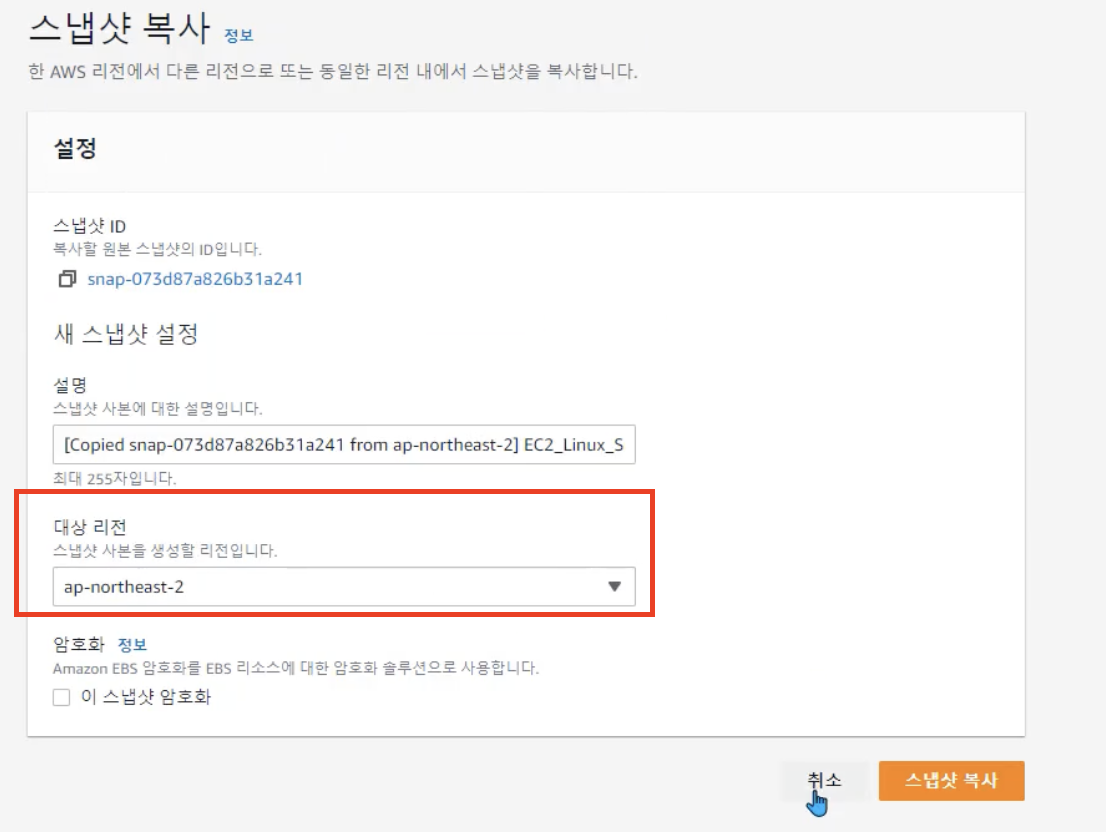 스냅샷 복사 정보
한 AWS 리전에서 다른 리전으로 또는 동일한 리전 내에서 스냅샷을 복사합니다.
설정
스냅샷 ID
복사할 원본 스냅샷의 ID입니다.
snap-073d87a826b31a241
새 스냅샷 설정
설명
스냅샷 사본에 대한 설명입니다.
[Copied snap-073d87a826b31a241 from ap-northeast-2] EC2_Linux_S
최대 255자입니다.
대상 리전
스냅샷 사본을 생성할 리전입니다.
ap-northeast-2
암호화 정보
Amazon EBS 암호화를 EBS 리소스에 대한 암호화 솔루션으로 사용합니다.
이 스냅샷 암호화
취소
스냅샷 복사